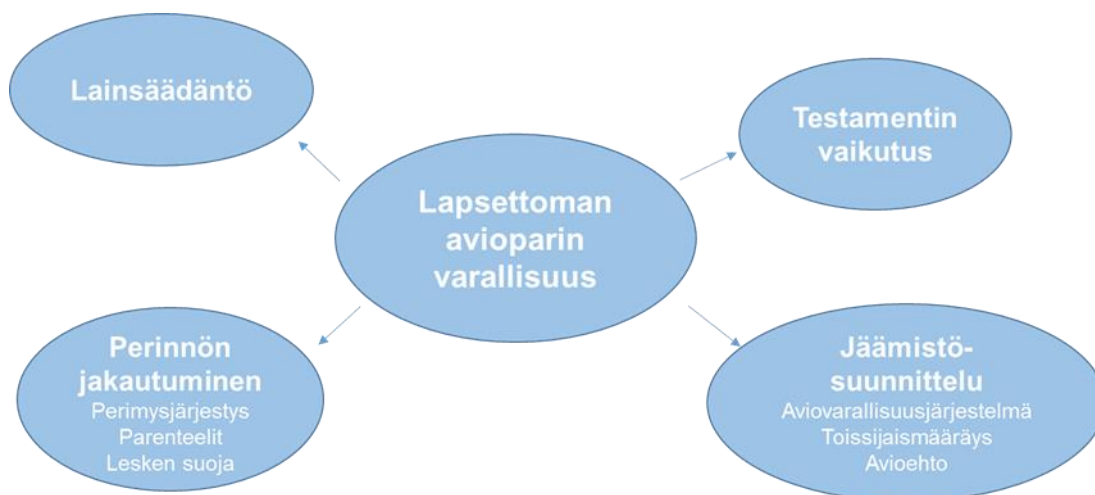 Lainsäädäntö
Testamentin
vaikutus
Lapsettoman
avioparin
varallisuus
Perinnön
jakautuminen
Perimysjärjestys
Parenteelit
Lesken suoja
Jäämistö-
suunnittelu
Aviovarallisuusjärjestelmä
Toissijaismääräys
Avioehto